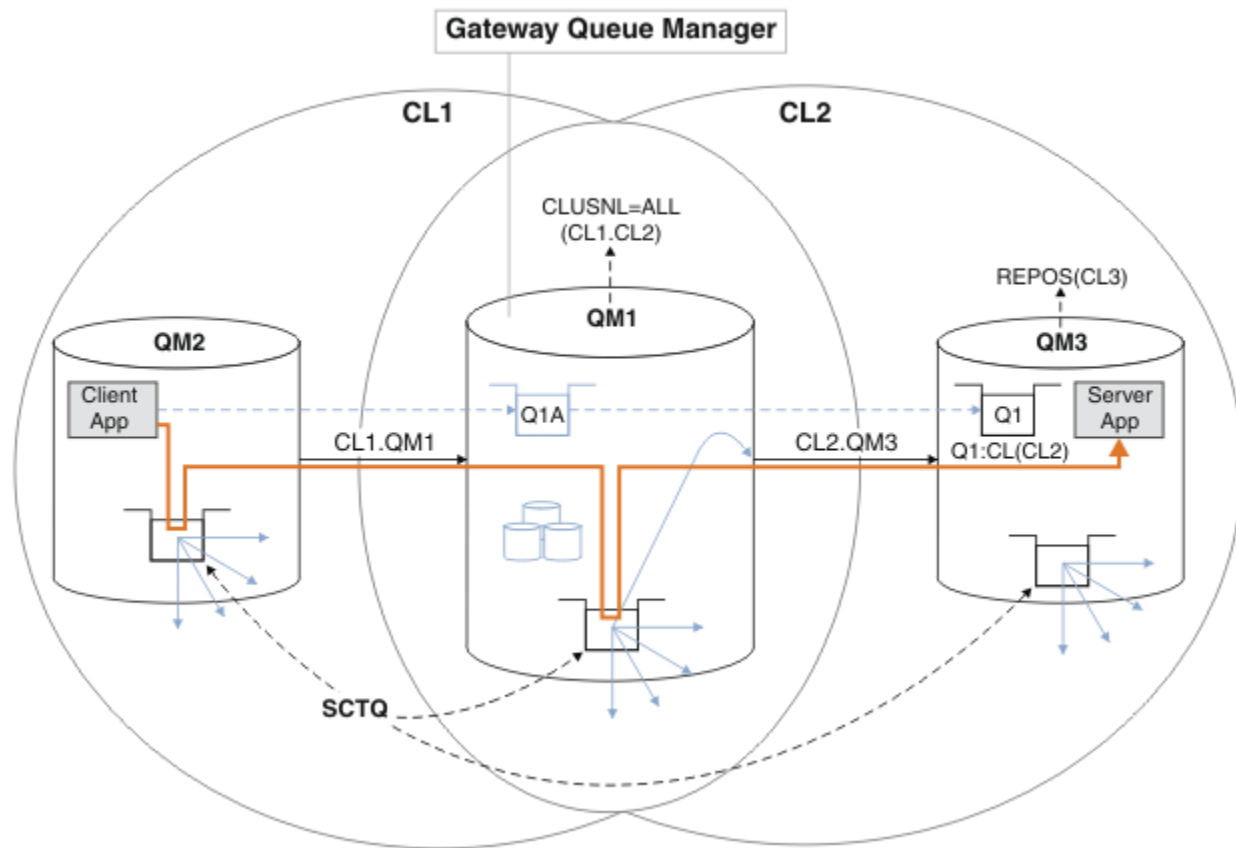 Gateway Queue Manager
CL1
CL2
CLUSNL=ALL
(CL1.CL2)
REPOS(CL3)
QM2
QM1
QM3
Client
App
Q1A
Q1
Server
App
CL1.QM1
CL2.QM3
Q1:CL(CL2)
SCTQ